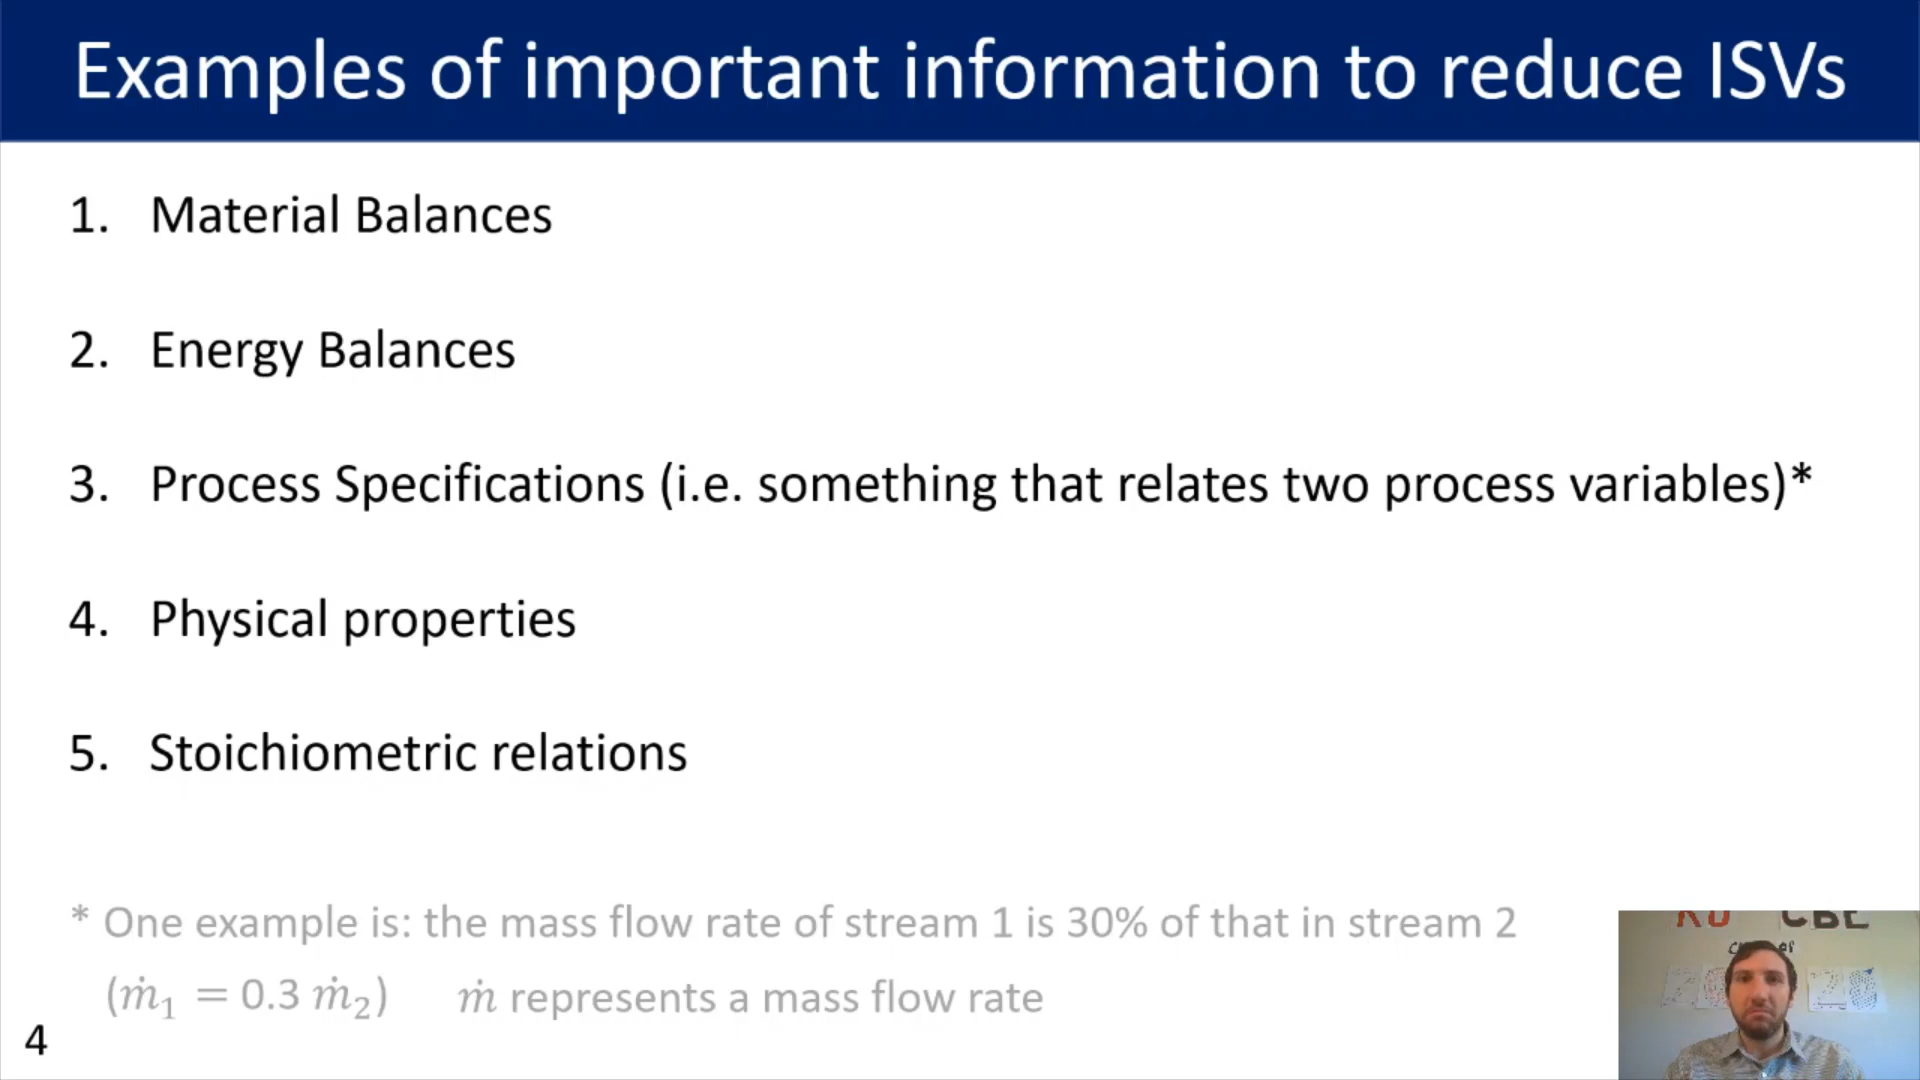 Examples of important information to reduce ISVs
1. Material Balances
2. Energy Balances
3. Process Specifications (i.e. something that relates two process variables)*
4. Physical properties
5. Stoichiometric relations
* One example is: the mass flow rate of stream 1 is 30% of that in stream 2
(ṁ₁ = 0.3 ṁ₂) ṁ represents a mass flow rate
4
CBE